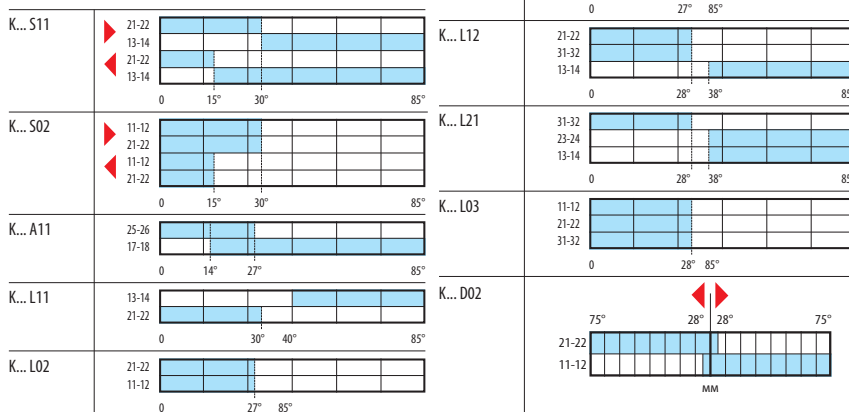 K... S11
21-22
13-14
21-22
13-14
0 15° 30° 85°
K... S02
11-12
21-22
11-12
21-22
0 15° 30° 85°
K... A11
25-26
17-18
0 14° 27° 85°
K... L11
13-14
21-22
0 30° 40° 85°
K... L02
21-22
11-12
0 27° 85°
0 27° 85°
K... L12
21-22
31-32
13-14
0 28° 38° 85
K... L21
31-32
23-24
13-14
0 28° 38° 85
K... L03
11-12
21-22
31-32
0 28° 85°
K... D02
75° 28° 28° 75°
21-22
11-12
MM